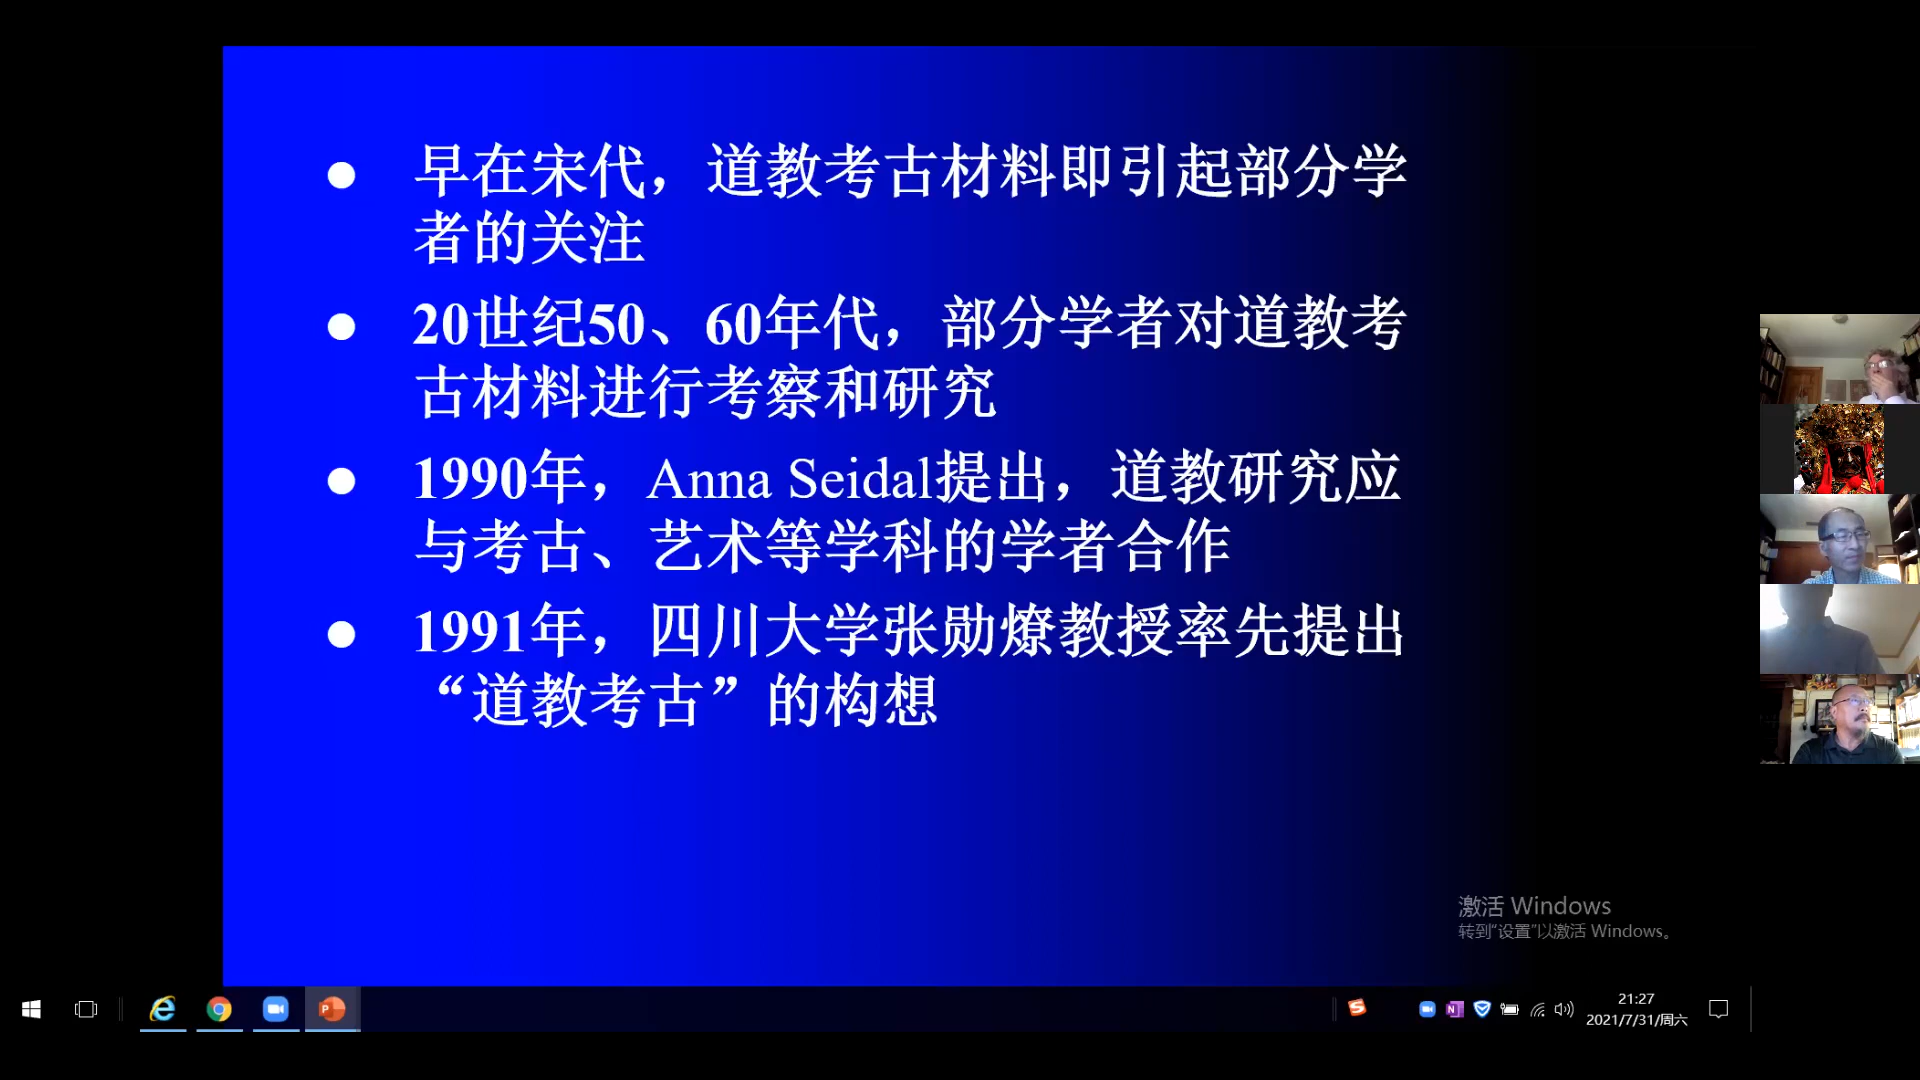 早在宋代，道教考古材料即引起部分学
者的关注
20世纪50、60年代，部分学者对道教考
古材料进行考察和研究
1990年，Anna Seidal提出，道教研究应
与考古、艺术等学科的学者合作
1991年，四川大学张勋燎教授率先提出
“道教考古”的构想
激活 Windows
转到“设置”以激活 Windows。
21:27
2021/7/31/周六